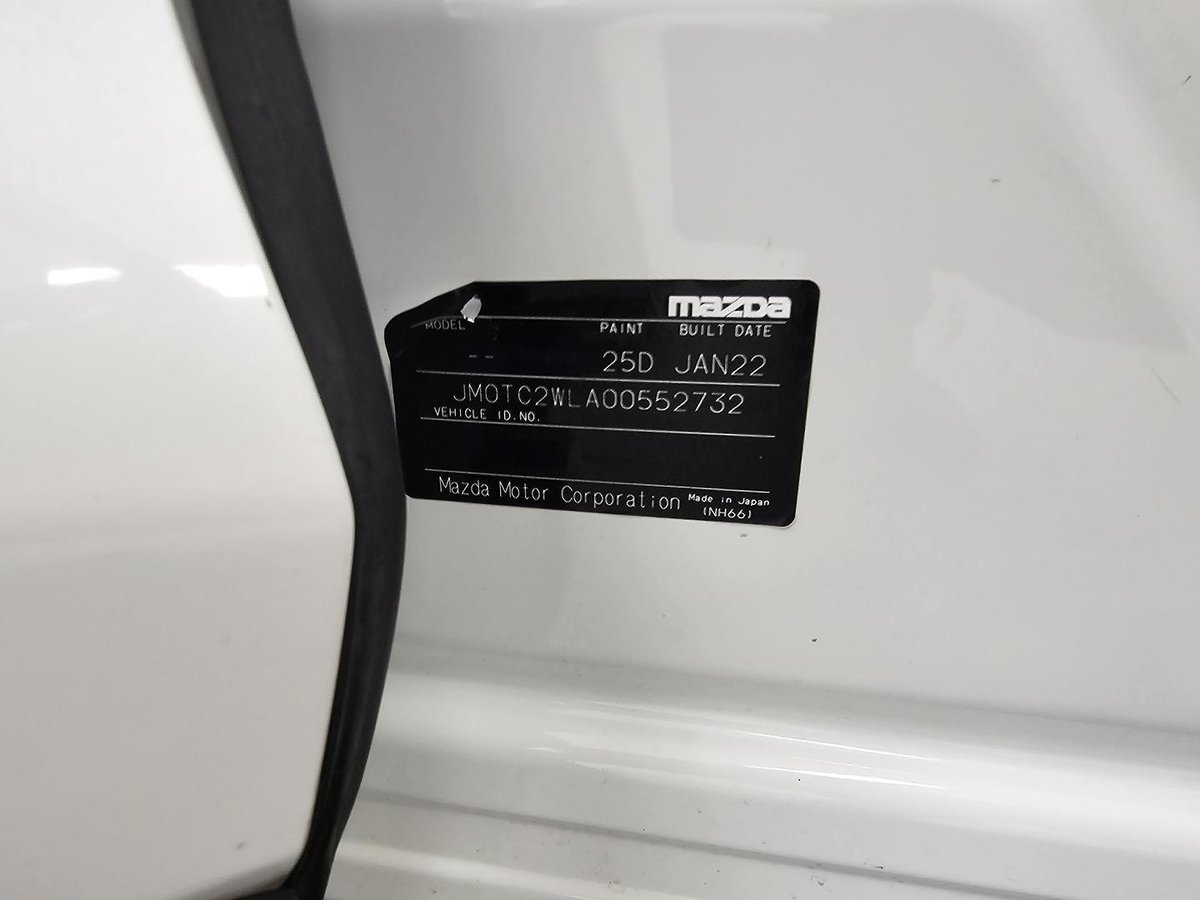 mazda
MODEL PAINT BUILT DATE
-- 25D JAN22
JM0TC2WLA00552732
VEHICLE ID.NO.
Mazda Motor Corporation Made in Japan
(NH66)